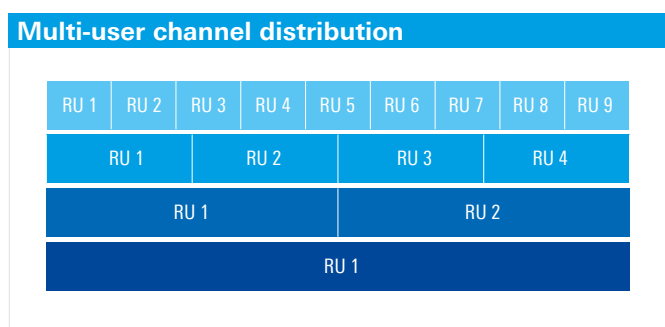 Multi-user channel distribution
RU 1 RU 2 RU 3 RU 4 RU 5 RU 6 RU 7 RU 8 RU 9
RU 1 RU 2 RU 3 RU 4
RU 1 RU 2
RU 1